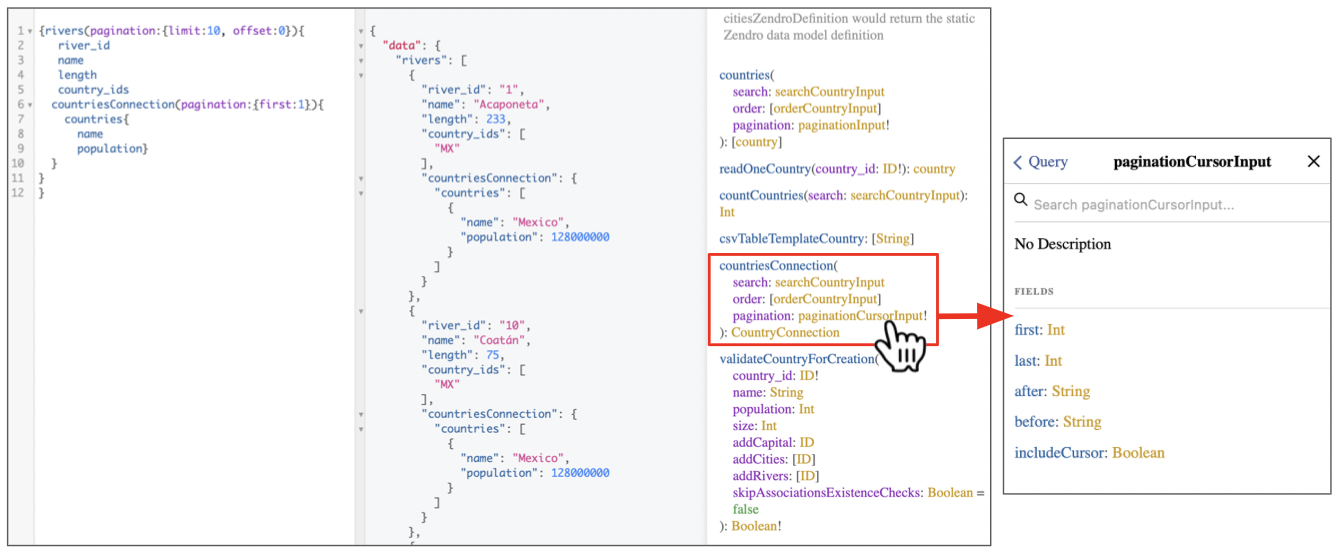 1 {rivers(pagination:{limit:10, offset:0}){
2 river_id
3 name
4 length
5 country_ids
6 countriesConnection(pagination:{first:1}){
7 countries{
8 name
9 population}
10 }
11 }
12 }
{
"data": {
"rivers": [
{
"river_id": "1",
"name": "Acaponeta",
"length": 233,
"country_ids": [
"MX"
],
"countriesConnection": {
"countries": [
{
"name": "Mexico",
"population": 128000000
}
]
}
},
{
"river_id": "10",
"name": "Coatán",
"length": 75,
"country_ids": [
"MX"
],
"countriesConnection": {
"countries": [
{
"name": "Mexico",
"population": 128000000
}
]
}
},
citiesZendroDefinition would return the static
Zendro data model definition
countries(
search: searchCountryInput
order: [orderCountryInput]
pagination: paginationInput!
): [country]
readOneCountry(country_id: ID!): country
countCountries(search: searchCountryInput):
Int
csvTableTemplateCountry: [String]
countriesConnection(
search: searchCountryInput
order: [orderCountryInput]
pagination: paginationCursorInput!
): CountryConnection
validateCountryForCreation(
country_id: ID!
name: String
population: Int
size: Int
addCapital: ID
addCities: [ID]
addRivers: [ID]
skipAssociationsExistenceChecks: Boolean =
false
): Boolean!
Query paginationCursorInput
Search paginationCursorInput...
No Description
FIELDS
first: Int
last: Int
after: String
before: String
includeCursor: Boolean